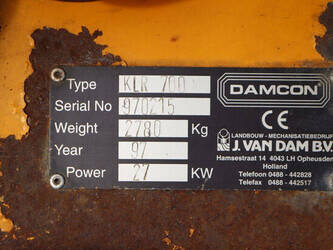 Type KLR 700
Serial No 970215
Weight 2780 Kg
Year 97
Power 27 KW
DAMCON
CE
LANDBOUW - MECHANISATIEBEDRIJF
J. VAN DAM B.V.
Hamsestraat 14 4043 LH Opheusden
Holland
Telefoon 0488 - 442828
Telefax 0488 - 442517